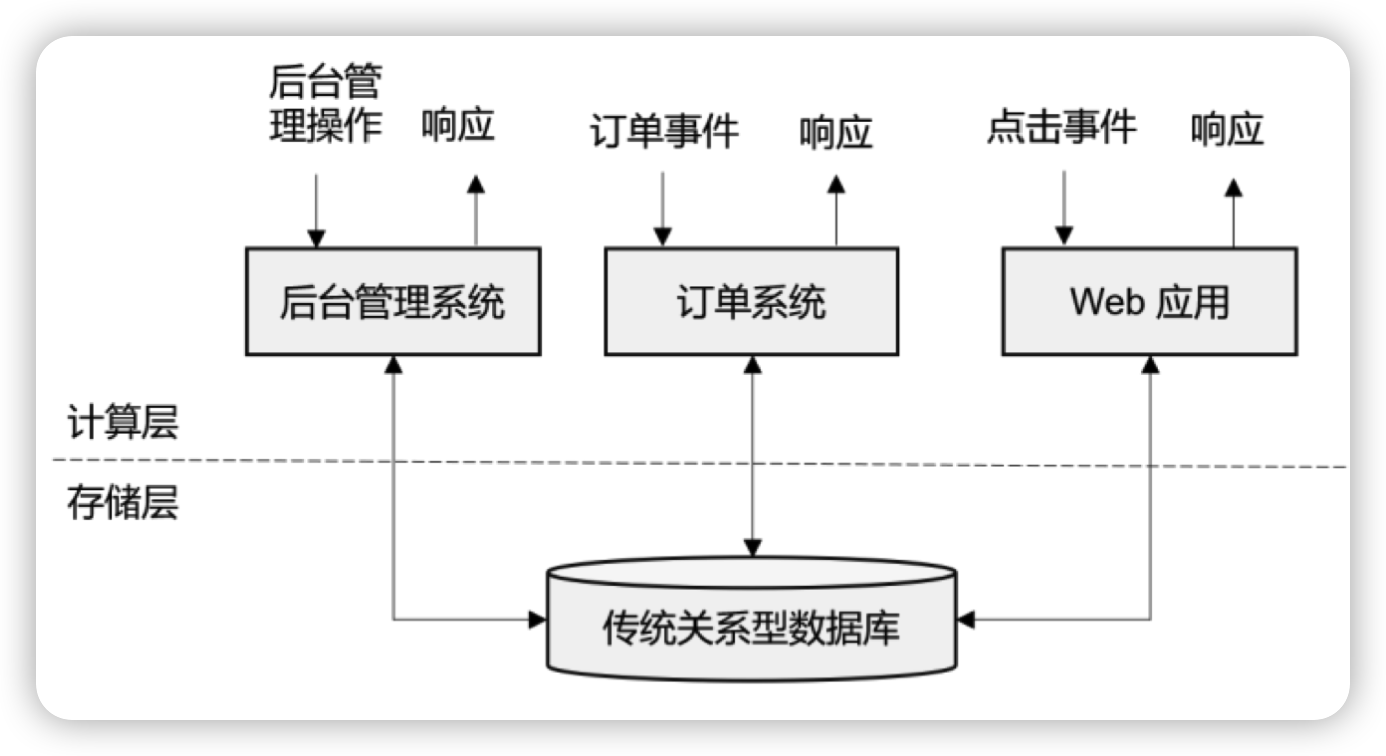 后台管
理操作
响应
订单事件
响应
点击事件
响应
后台管理系统
订单系统
Web 应用
计算层
存储层
传统关系型数据库